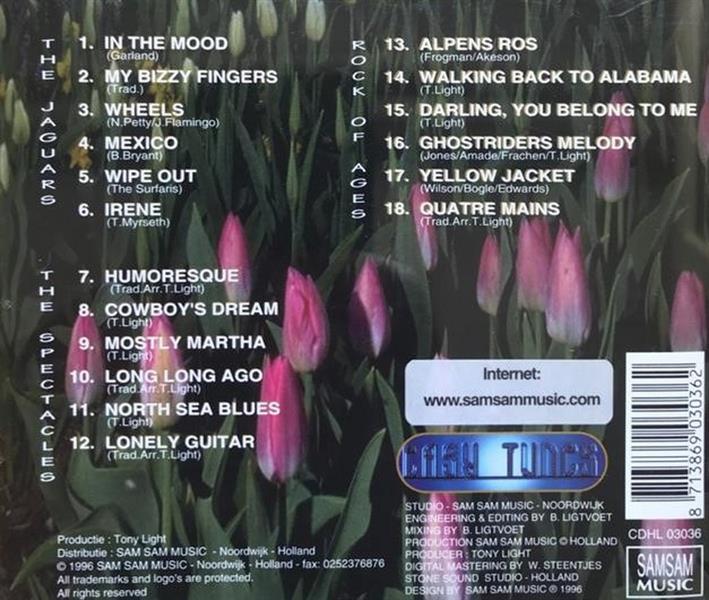 THE JAGUARS
1. IN THE MOOD
(Garland)
2. MY BIZZY FINGERS
(Trad.)
3. WHEELS
(N.Petty/J.Flamingo)
4. MEXICO
(B.Bryant)
5. WIPE OUT
(The Surfaris)
6. IRENE
(T.Myrseth)
THE SPECTACLES
7. HUMORESQUE
(Trad.Arr.T.Light)
8. COWBOY'S DREAM
(T.Light)
9. MOSTLY MARTHA
(Trad.Arr.T.Light)
10. LONG LONG AGO
(Trad.Arr.T.Light)
11. NORTH SEA BLUES
(T.Light)
12. LONELY GUITAR
(Trad.Arr.T.Light)
ROCK OF AGES
13. ALPENS ROS
(Frogman/Akeson)
14. WALKING BACK TO ALABAMA
(T.Light)
15. DARLING, YOU BELONG TO ME
(T.Light)
16. GHOSTRIDERS MELODY
(Jones/Amade/Frachen/T.Light)
17. YELLOW JACKET
(Wilson/Bogle/Edwards)
18. QUATRE MAINS
(Trad.Arr.T.Light)
Internet:
www.samsammusic.com
EASY TUNES
STUDIO - SAM SAM MUSIC - NOORDWIJK
ENGINEERING & EDITING BY B. LIGTVOET
MIXING BY B. LIGTVOET
PRODUCTION SAM SAM MUSIC © HOLLAND
PRODUCER : TONY LIGHT
DIGITAL MASTERING BY W. STEENTJES
STONE SOUND STUDIO - HOLLAND
DESIGN BY SAM SAM MUSIC ® 1996
Productie : Tony Light
Distributie : SAM SAM MUSIC - Noordwijk - Holland
© 1996 SAM SAM MUSIC - Noordwijk - Holland - fax: 0252376876
All trademarks and logo's are protected.
All rights reserved
8 713869 030362
CDHL 03036
SAMSAM
MUSIC